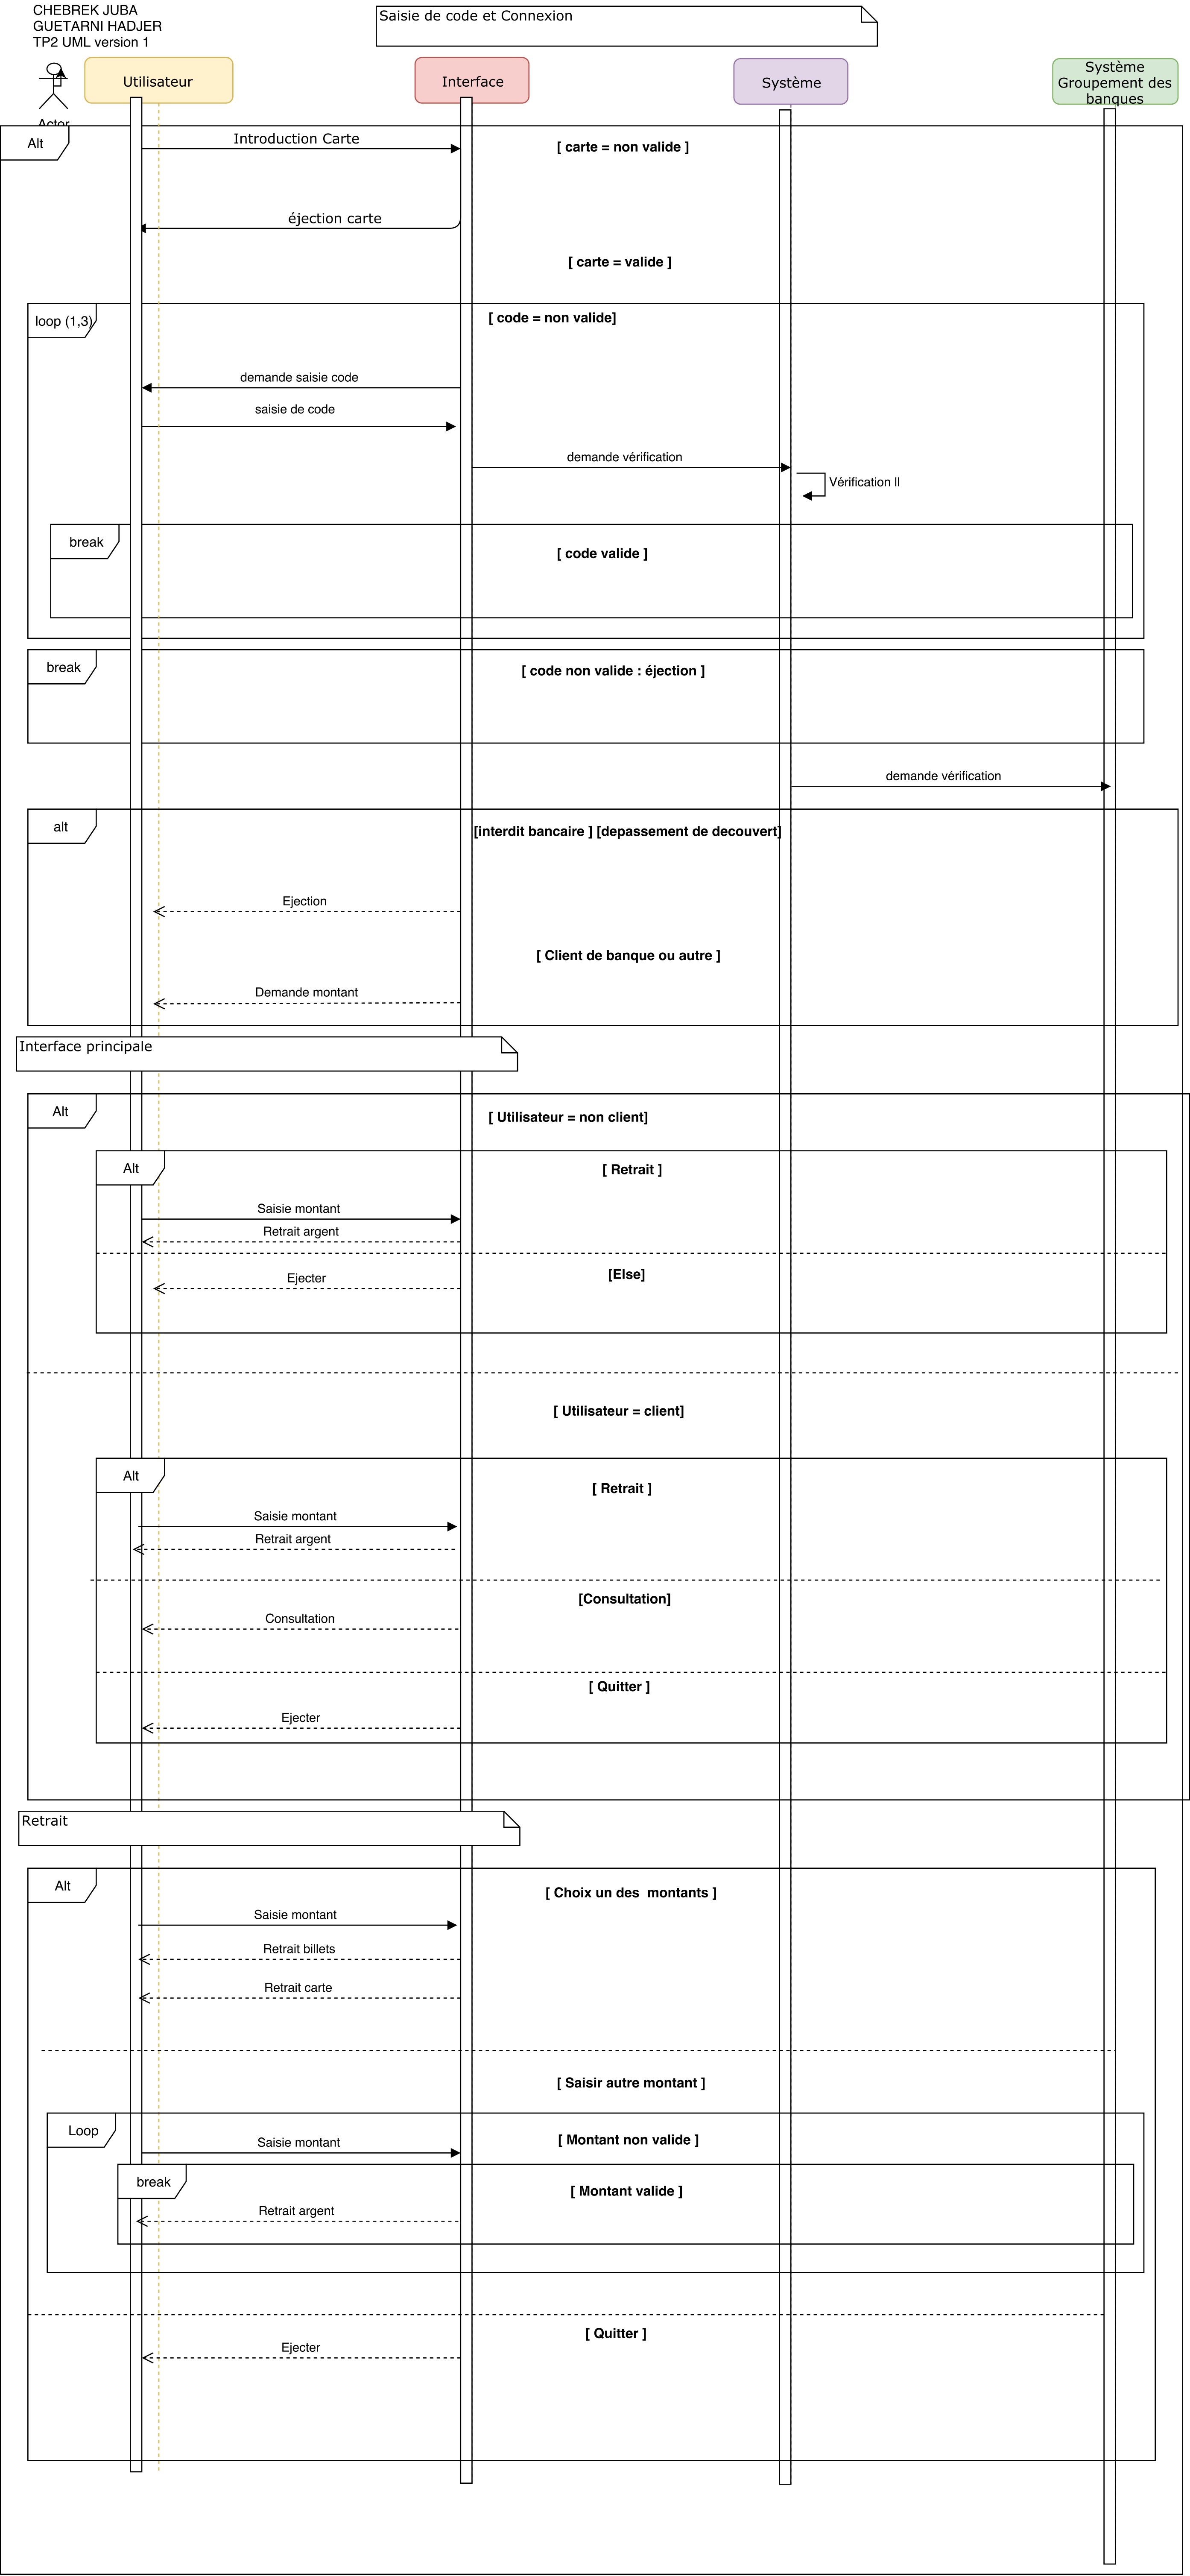 CHEBREK JUBA
GUETARNI HADJER
TP2 UML version 1
Saisie de code et Connexion
Actor
Utilisateur
Interface
Système
Système
Groupement des
banques
Alt
Introduction Carte
[ carte = non valide ]
éjection carte
[ carte = valide ]
loop (1,3)
[ code = non valide]
demande saisie code
saisie de code
demande vérification
Vérification ll
break
[ code valide ]
break
[ code non valide : éjection ]
demande vérification
alt
[interdit bancaire ] [depassement de decouvert]
Ejection
[ Client de banque ou autre ]
Demande montant
Interface principale
Alt
[ Utilisateur = non client]
Alt
[ Retrait ]
Saisie montant
Retrait argent
[Else]
Ejecter
[ Utilisateur = client]
Alt
[ Retrait ]
Saisie montant
Retrait argent
[Consultation]
Consultation
[ Quitter ]
Ejecter
Retrait
Alt
[ Choix un des  montants ]
Saisie montant
Retrait billets
Retrait carte
[ Saisir autre montant ]
Loop
[ Montant non valide ]
Saisie montant
break
[ Montant valide ]
Retrait argent
[ Quitter ]
Ejecter